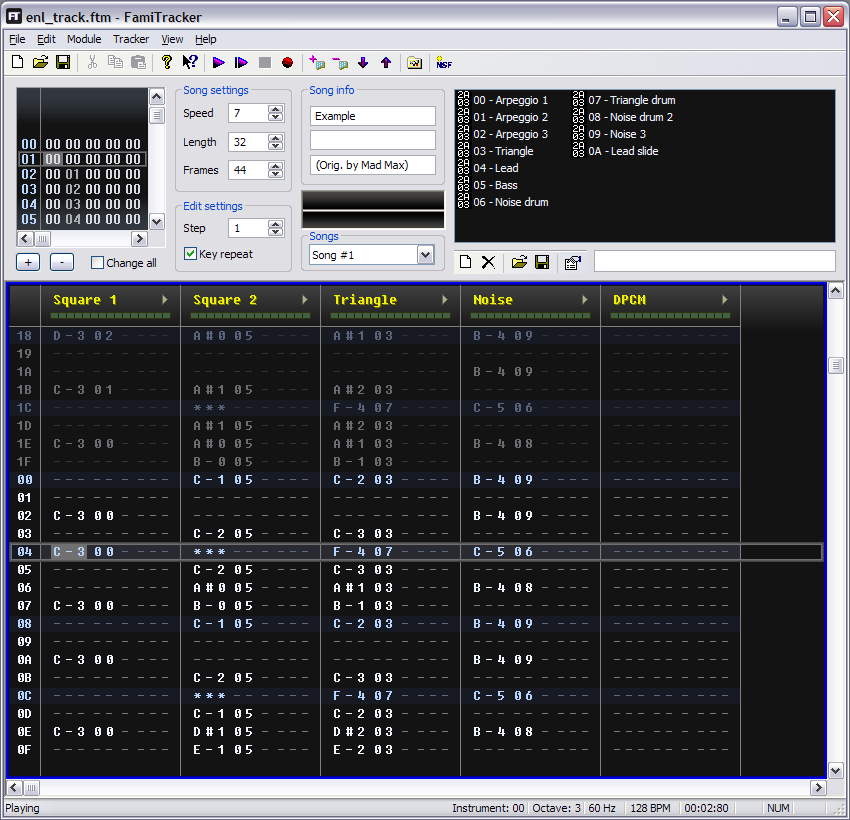 enl_track.ftm - FamiTracker
File Edit Module Tracker View Help
NSF
00 00 00 00 00 00
01 00 00 00 00 00
02 00 01 00 00 00
03 00 02 00 00 00
04 00 03 00 00 00
05 00 04 00 00 00
+ - Change all
Song settings
Speed 7
Length 32
Frames 44
Edit settings
Step 1
Key repeat
Song info
Example
(Orig. by Mad Max)
Songs
Song #1
2A03 00 - Arpeggio 1
2A03 01 - Arpeggio 2
2A03 02 - Arpeggio 3
2A03 03 - Triangle
2A03 04 - Lead
2A03 05 - Bass
2A03 06 - Noise drum
2A03 07 - Triangle drum
2A03 08 - Noise drum 2
2A03 09 - Noise 3
2A03 0A - Lead slide
Square 1 Square 2 Triangle Noise DPCM
18 D-3 02 A#0 05 A#1 03 B-4 09
19
1A B-4 09
1B C-3 01 A#1 05 A#2 03
1C *** F-4 07 C-5 06
1D A#1 05 A#2 03
1E C-3 00 A#0 05 A#1 03 B-4 08
1F B-0 05 B-1 03
00 C-1 05 C-2 03 B-4 09
01
02 C-3 00 B-4 09
03 C-2 05 C-3 03
04 C-3 00 *** F-4 07 C-5 06
05 C-2 05 C-3 03
06 A#0 05 A#1 03 B-4 08
07 C-3 00 B-0 05 B-1 03
08 C-1 05 C-2 03 B-4 09
09
0A C-3 00 B-4 09
0B C-2 05 C-3 03
0C *** F-4 07 C-5 06
0D C-1 05 C-2 03
0E C-3 00 D#1 05 D#2 03 B-4 08
0F E-1 05 E-2 03
Playing Instrument: 00 Octave: 3 60 Hz 128 BPM 00:02:80 NUM